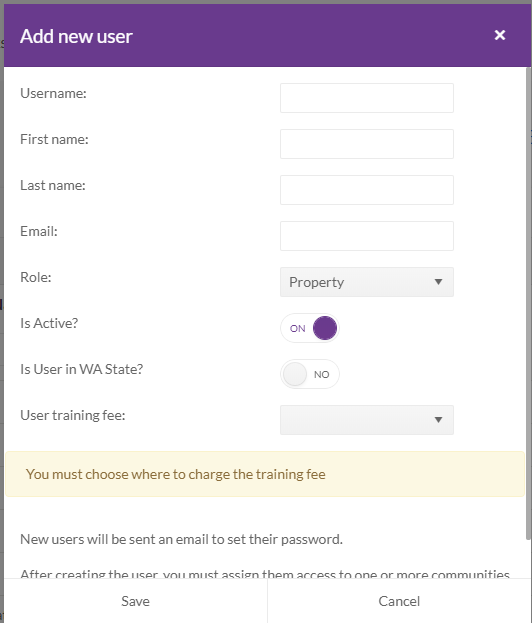 Add new user ×
Username:
First name:
Last name:
Email:
Role: Property
Is Active? ON
Is User in WA State? NO
User training fee:
You must choose where to charge the training fee
New users will be sent an email to set their password.
After creating the user, you must assign them access to one or more communities
Save Cancel